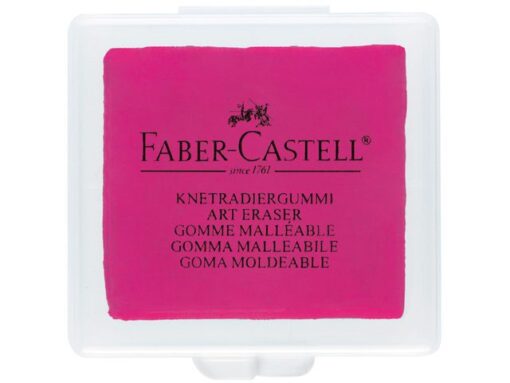 FABER-CASTELL®
since 1761
KNETRADIERGUMMI
ART ERASER
GOMME MALLÉABLE
GOMMA MALLEABILE
GOMA MOLDEABLE